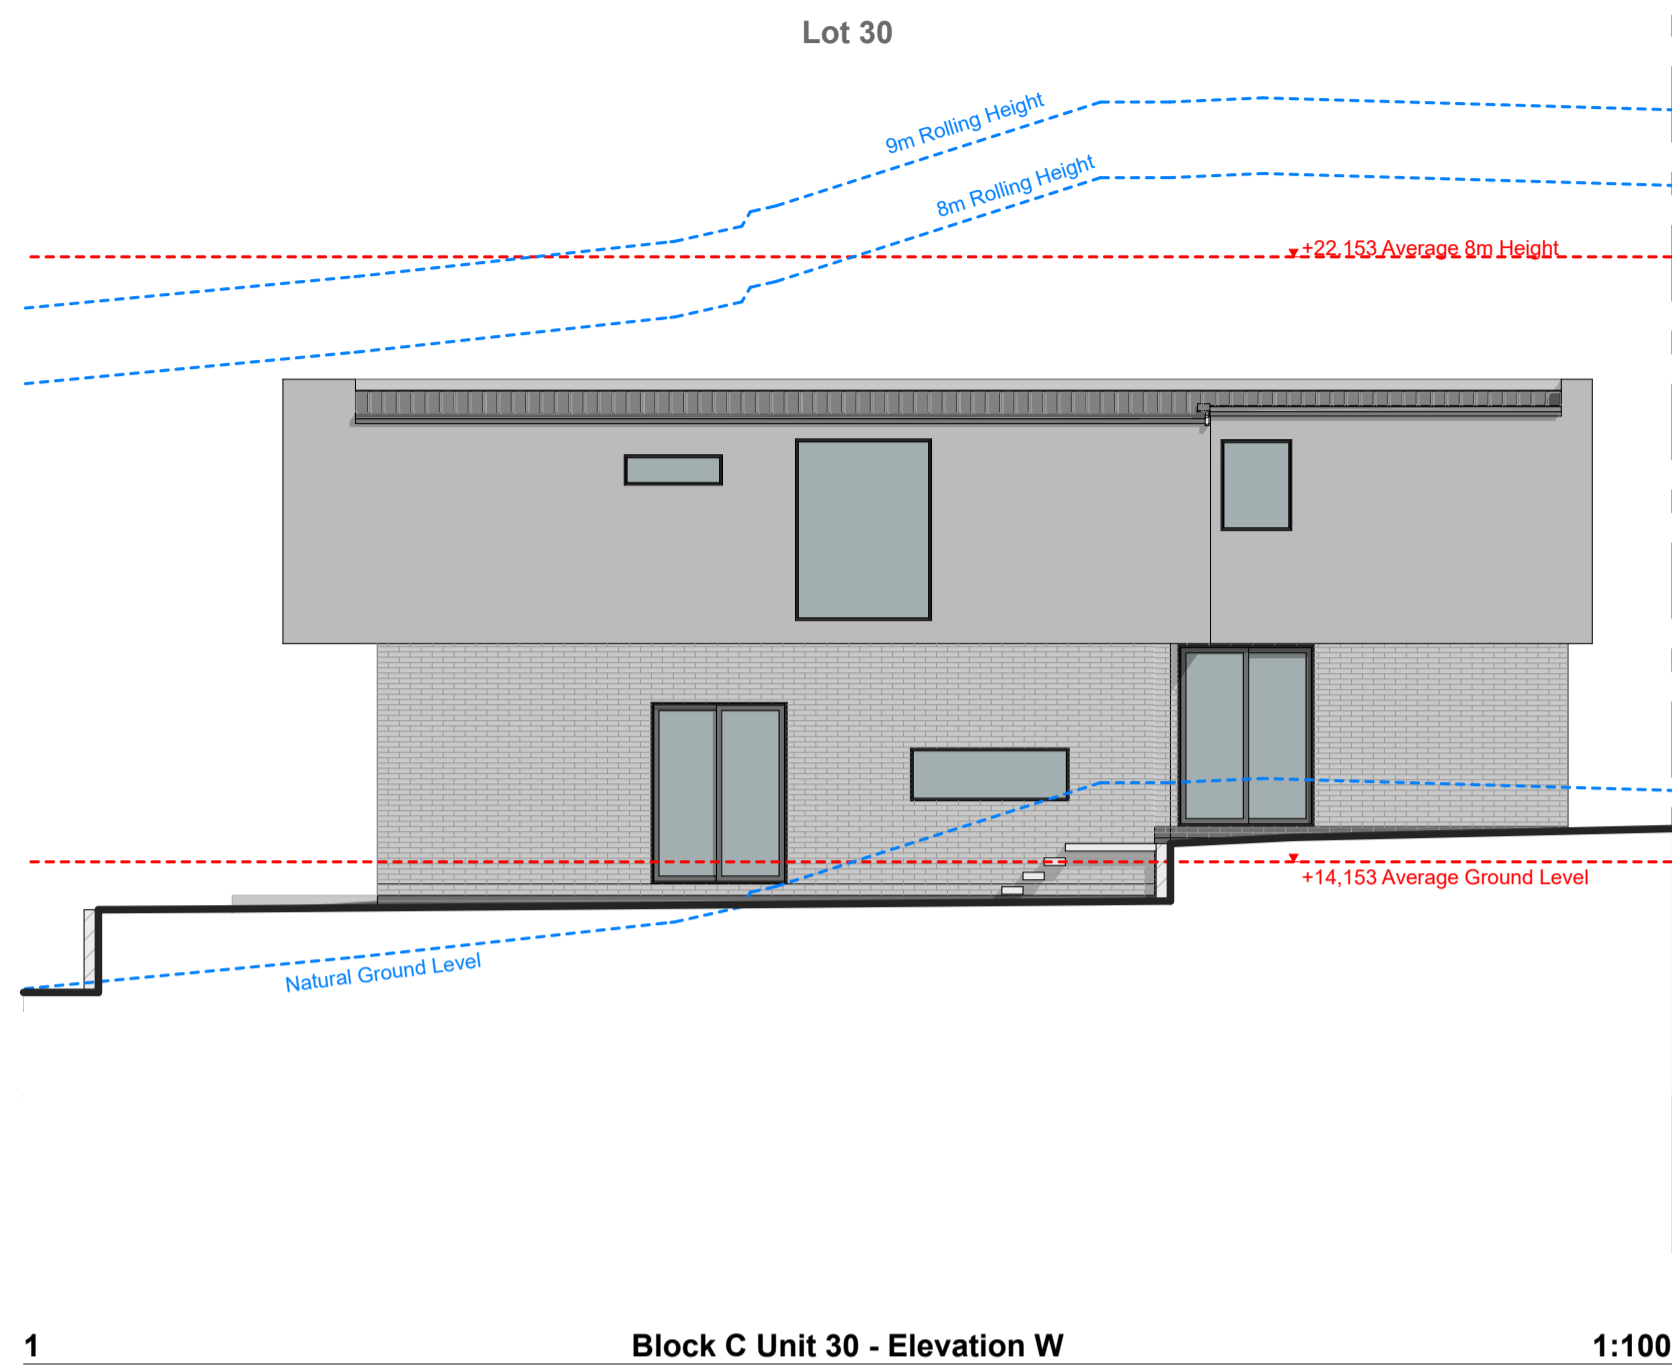 Lot 30
9m Rolling Height
8m Rolling Height
+22,153 Average 8m Height
+14,153 Average Ground Level
Natural Ground Level
1
Block C Unit 30 - Elevation W
1:100